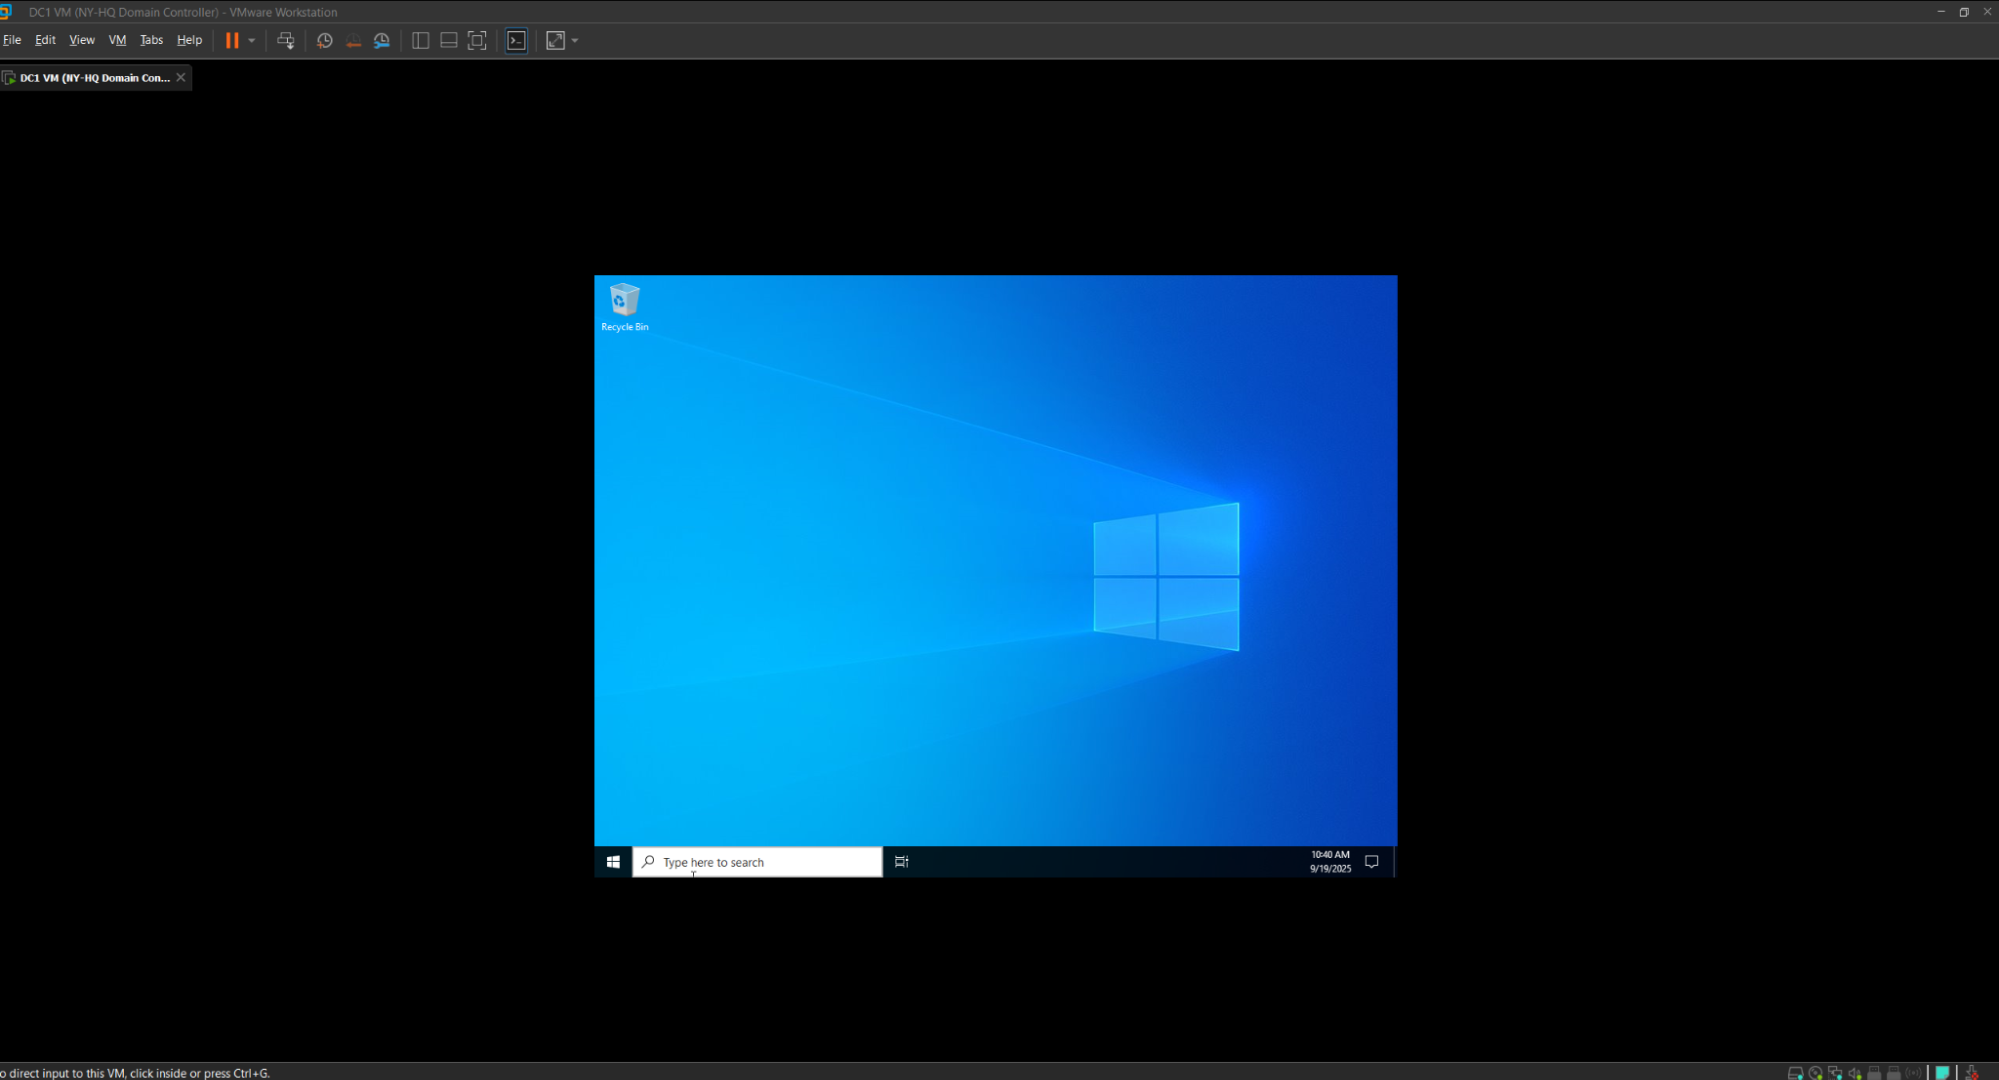 DC1 VM (NY-HQ Domain Controller) - VMware Workstation
File Edit View VM Tabs Help
DC1 VM (NY-HQ Domain Con...
Recycle Bin
Type here to search
10:40 AM
9/19/2025
o direct input to this VM, click inside or press Ctrl+G.